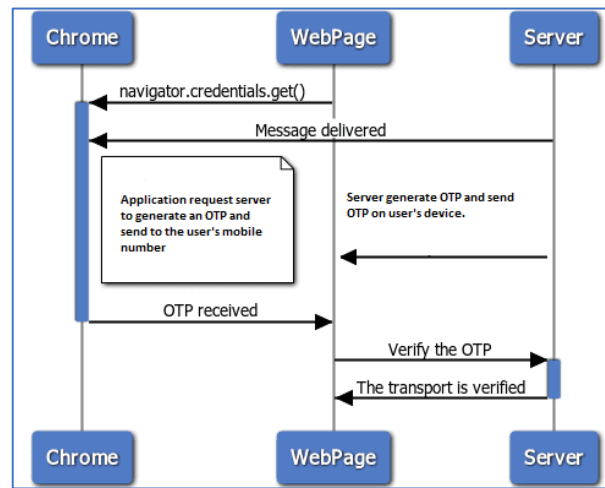 Chrome
WebPage
Server
navigator.credentials.get()
Message delivered
Application request server
to generate an OTP and
send to the user's mobile
number
Server generate OTP and send
OTP on user's device.
OTP received
Verify the OTP
The transport is verified
Chrome
WebPage
Server